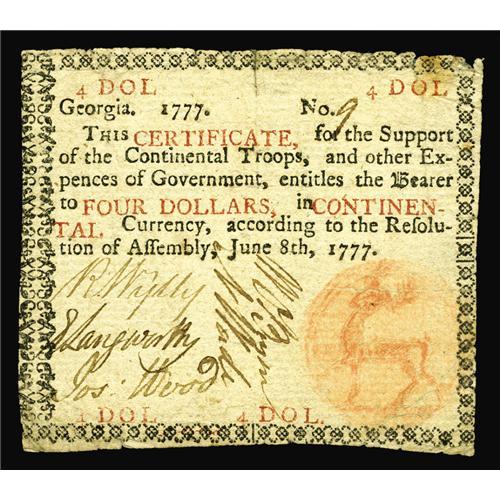 4 DOL 4 DOL
Georgia. 1777. No. 9
This CERTIFICATE, for the Support
of the Continental Troops, and other Ex-
pences of Government, entitles the Bearer
to FOUR DOLLARS, in CONTINEN-
TAL Currency, according to the Resolu-
tion of Assembly, June 8th, 1777.
R Wylly
E Langworthy
Jos. Wood
4 DOL 4 DOL.